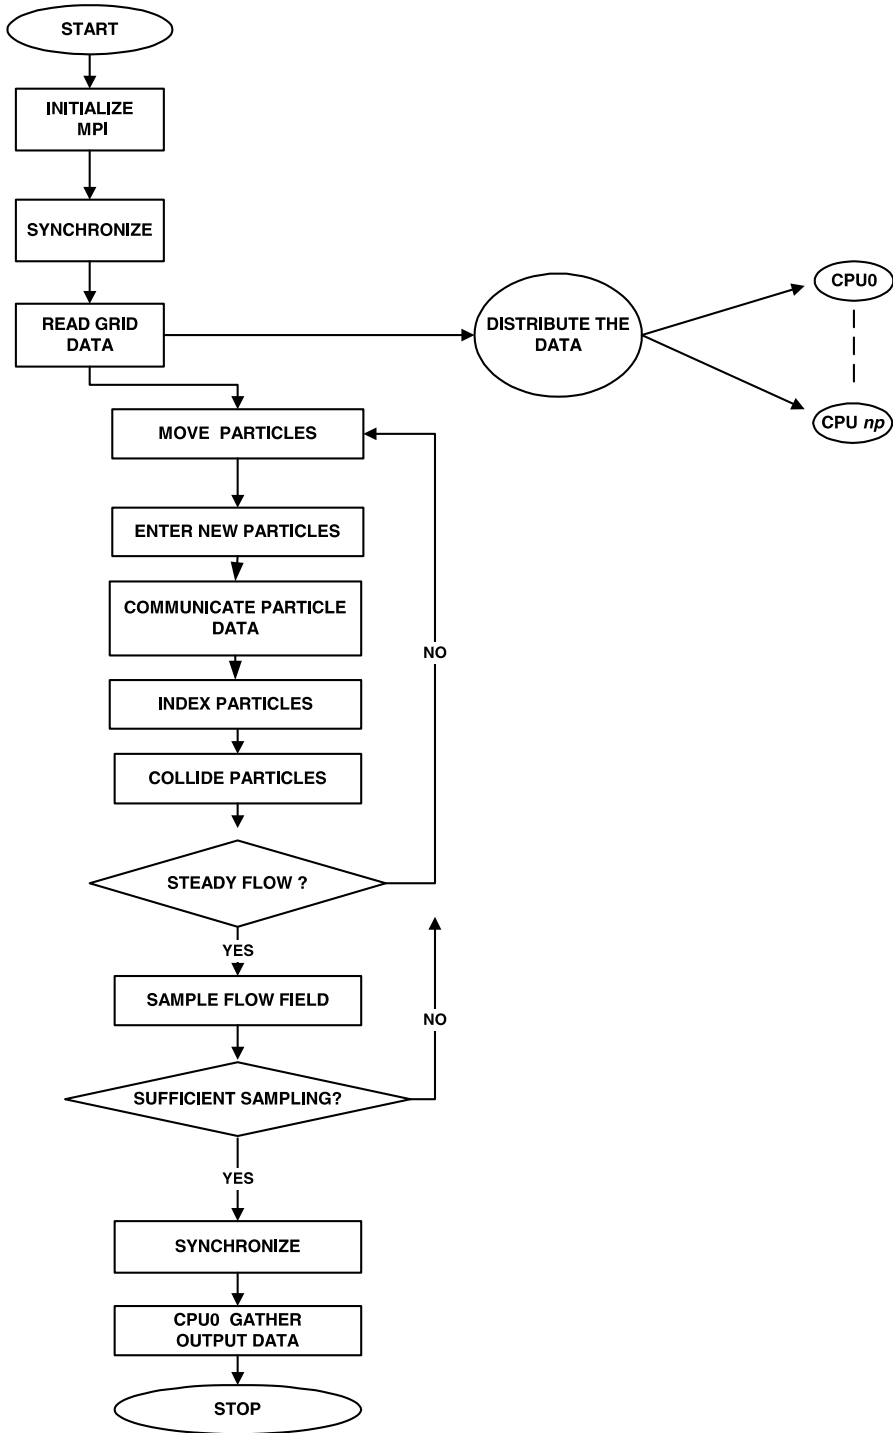 START
INITIALIZE
MPI
SYNCHRONIZE
READ GRID
DATA
DISTRIBUTE THE
DATA
CPU0
CPU np
MOVE PARTICLES
ENTER NEW PARTICLES
COMMUNICATE PARTICLE
DATA
NO
INDEX PARTICLES
COLLIDE PARTICLES
STEADY FLOW ?
YES
SAMPLE FLOW FIELD
NO
SUFFICIENT SAMPLING?
YES
SYNCHRONIZE
CPU0 GATHER
OUTPUT DATA
STOP